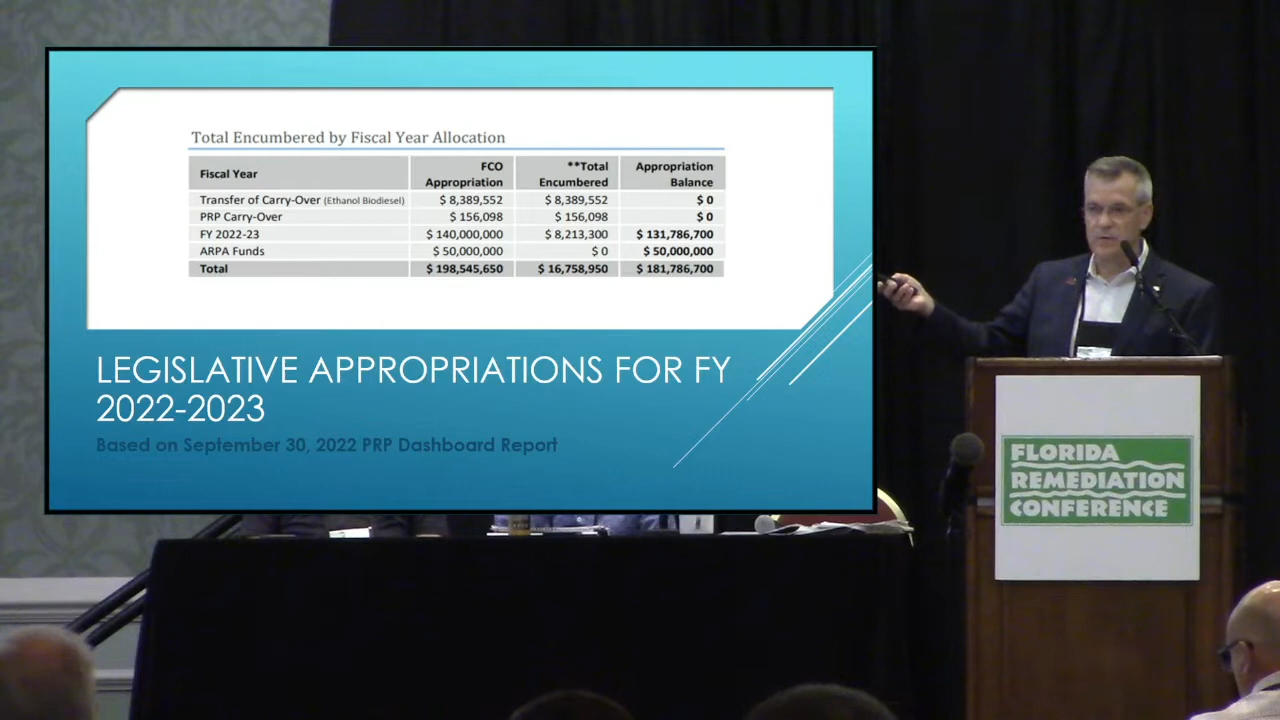 Total Encumbered by Fiscal Year Allocation
Fiscal Year FCO Appropriation **Total Encumbered Appropriation Balance
Transfer of Carry-Over (Ethanol Biodiesel) $ 8,389,552 $ 8,389,552 $ 0
PRP Carry-Over $ 156,098 $ 156,098 $ 0
FY 2022-23 $ 140,000,000 $ 8,213,300 $ 131,786,700
ARPA Funds $ 50,000,000 $ 0 $ 50,000,000
Total $ 198,545,650 $ 16,758,950 $ 181,786,700
LEGISLATIVE APPROPRIATIONS FOR FY
2022-2023
Based on September 30, 2022 PRP Dashboard Report
FLORIDA
REMEDIATION
CONFERENCE